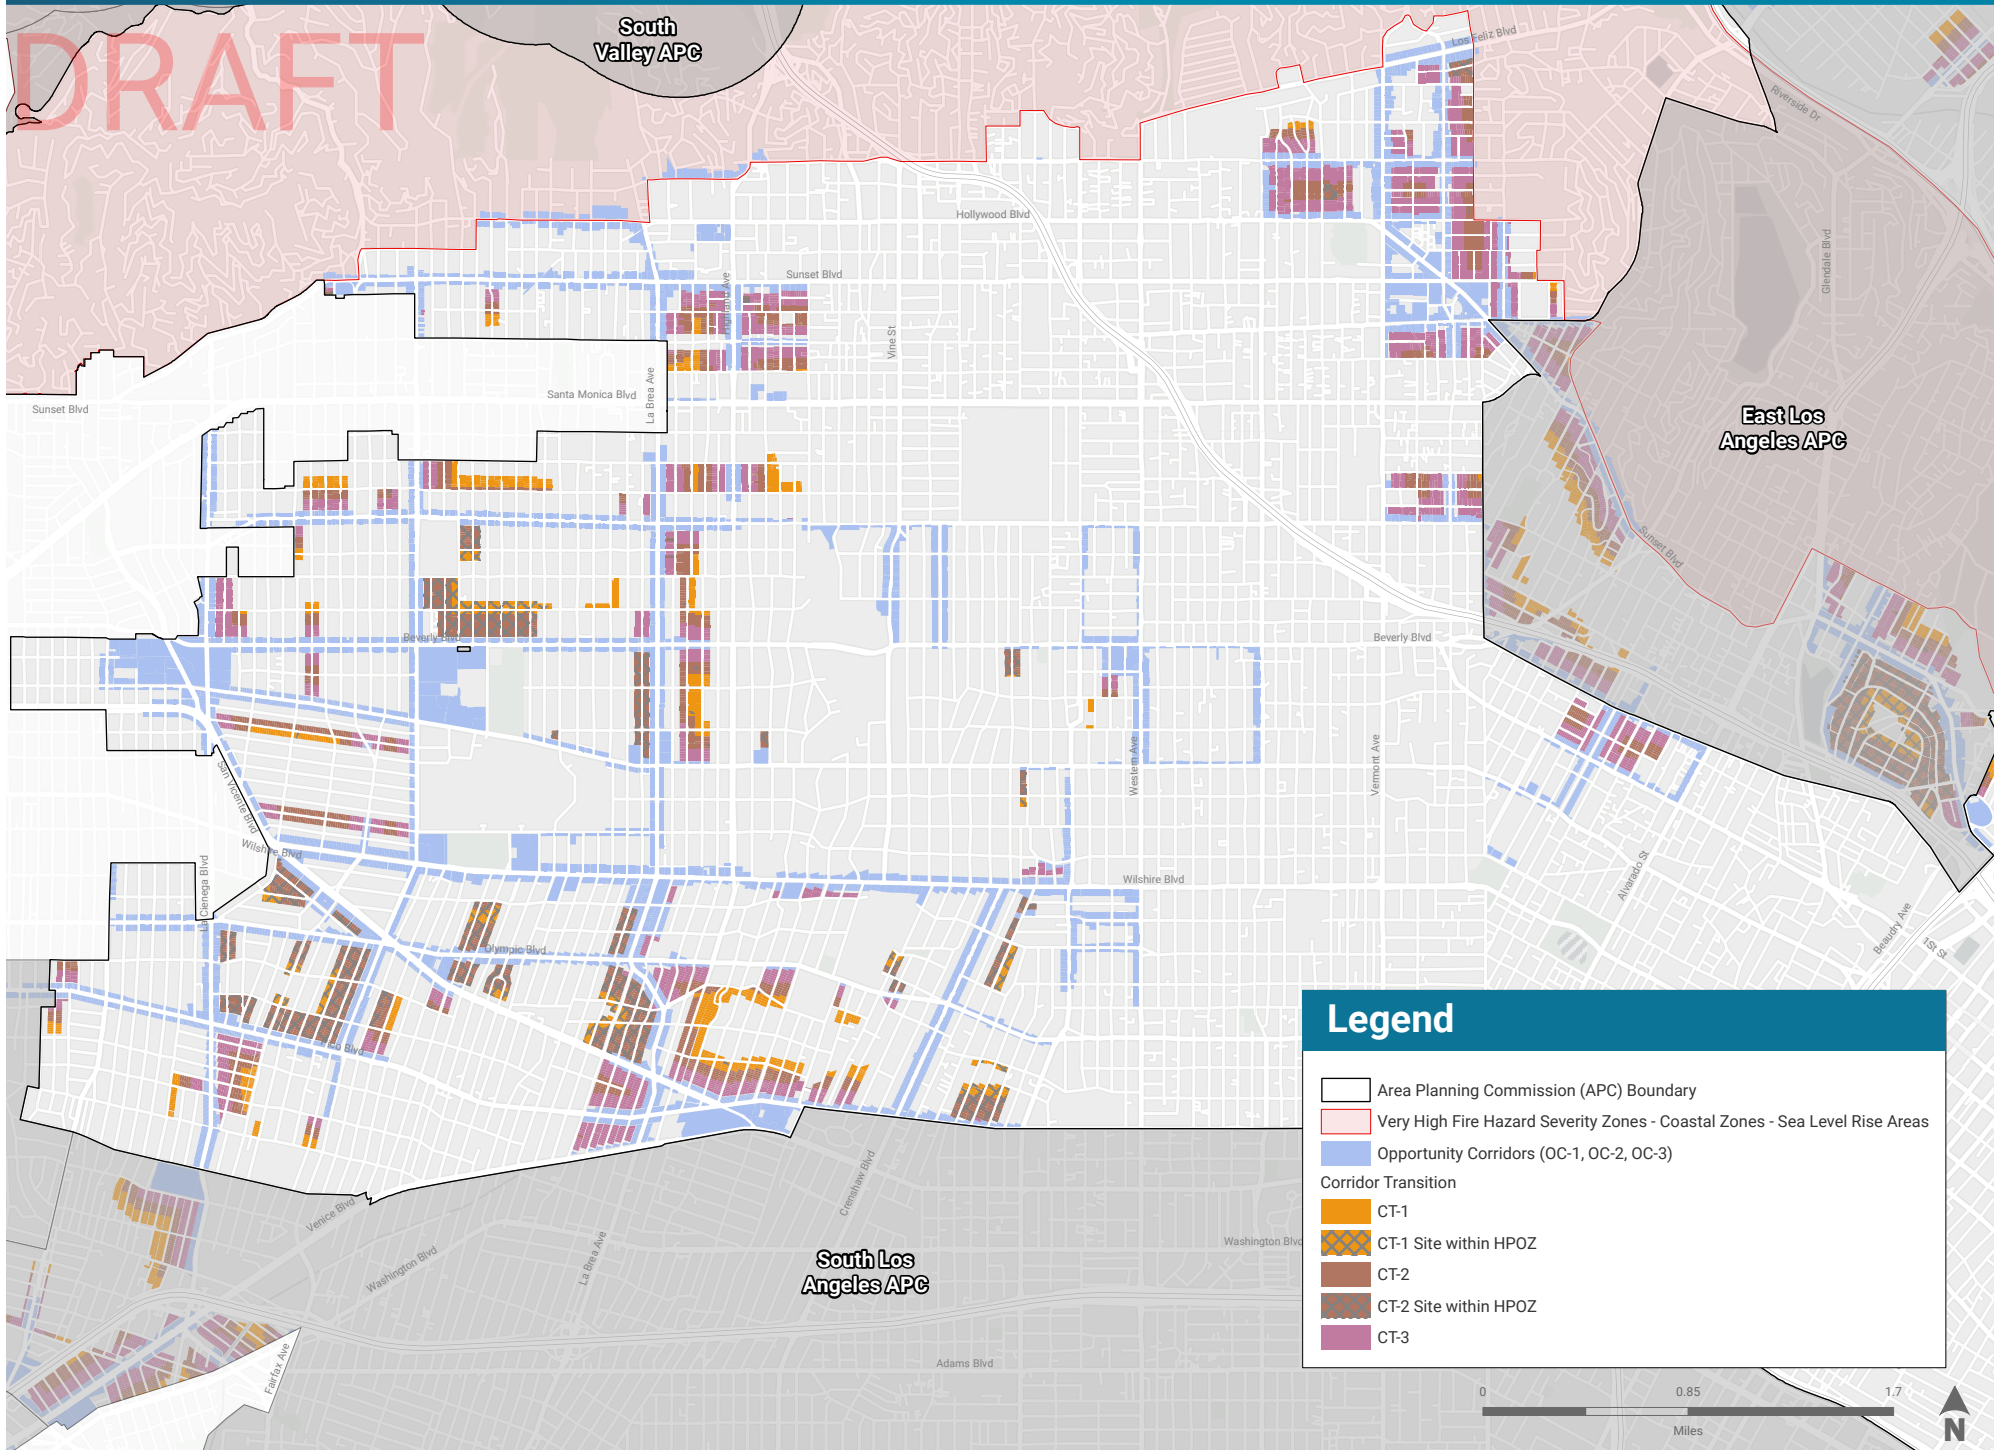 DRAFT
South
Valley APC
Los Feliz Blvd
Riverside Dr
Hollywood Blvd
Glendale Blvd
Sunset Blvd
Highland Ave
Vine St
Santa Monica Blvd
La Brea Ave
Sunset Blvd
East Los
Angeles APC
Sunset Blvd
Beverly Blvd
Beverly Blvd
San Vicente Blvd
Western Ave
Vermont Ave
Wilshire Blvd
La Cienega Blvd
Wilshire Blvd
Alvarado St
Beaudry Ave
1St St
Olympic Blvd
Pico Blvd
Crenshaw Blvd
Venice Blvd
Washington Blvd
La Brea Ave
Washington Blvd
South Los
Angeles APC
Fairfax Ave
Adams Blvd
Legend
Area Planning Commission (APC) Boundary
Very High Fire Hazard Severity Zones - Coastal Zones - Sea Level Rise Areas
Opportunity Corridors (OC-1, OC-2, OC-3)
Corridor Transition
CT-1
CT-1 Site within HPOZ
CT-2
CT-2 Site within HPOZ
CT-3
0 0.85 1.7
Miles
N